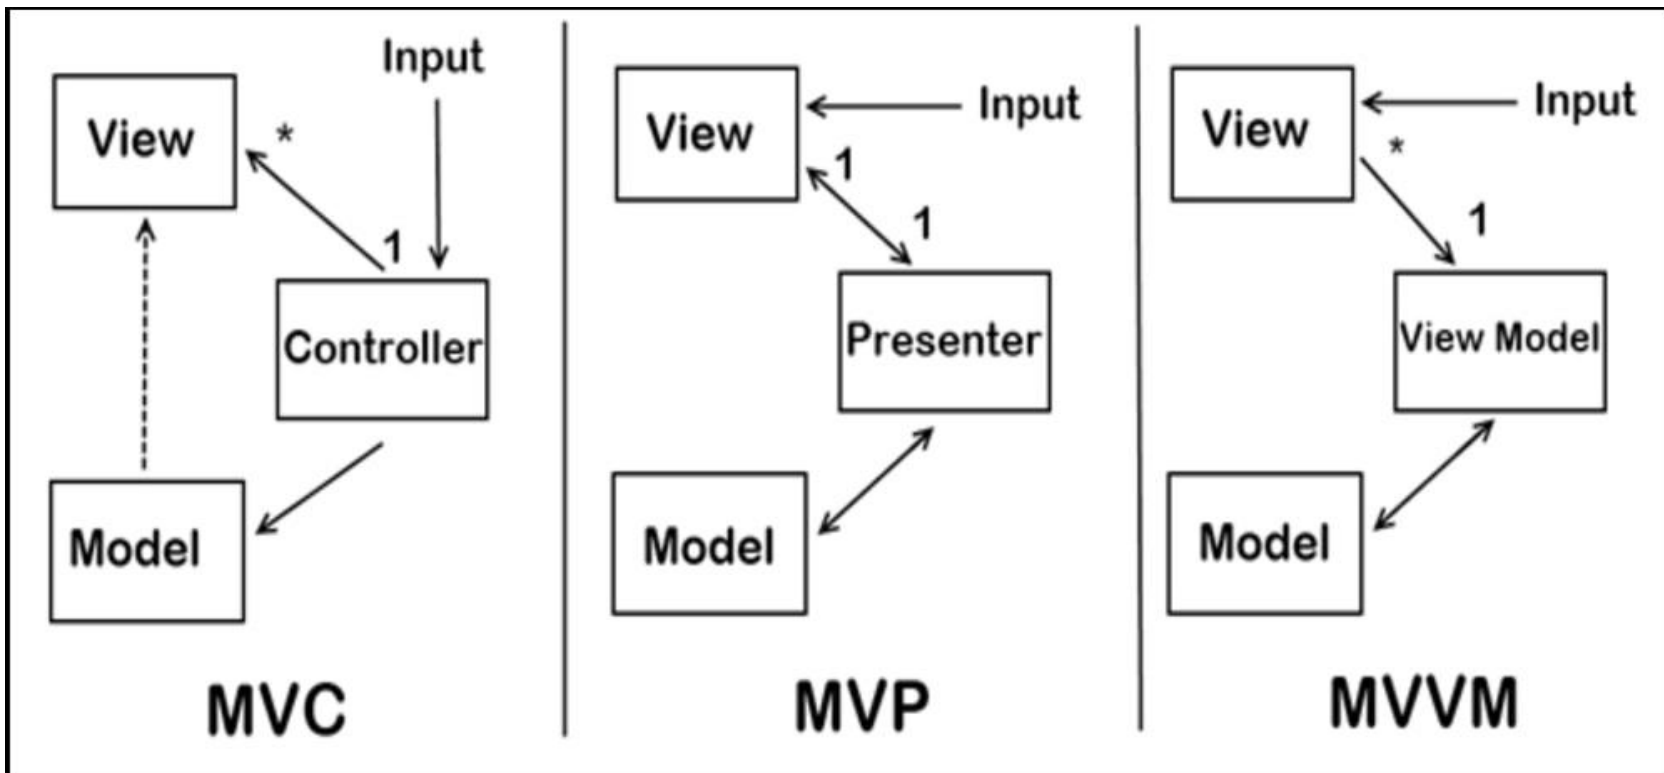 Input
View
*
1
Controller
Model
MVC
View
Input
1
1
Presenter
Model
MVP
View
Input
*
1
View Model
Model
MVVM